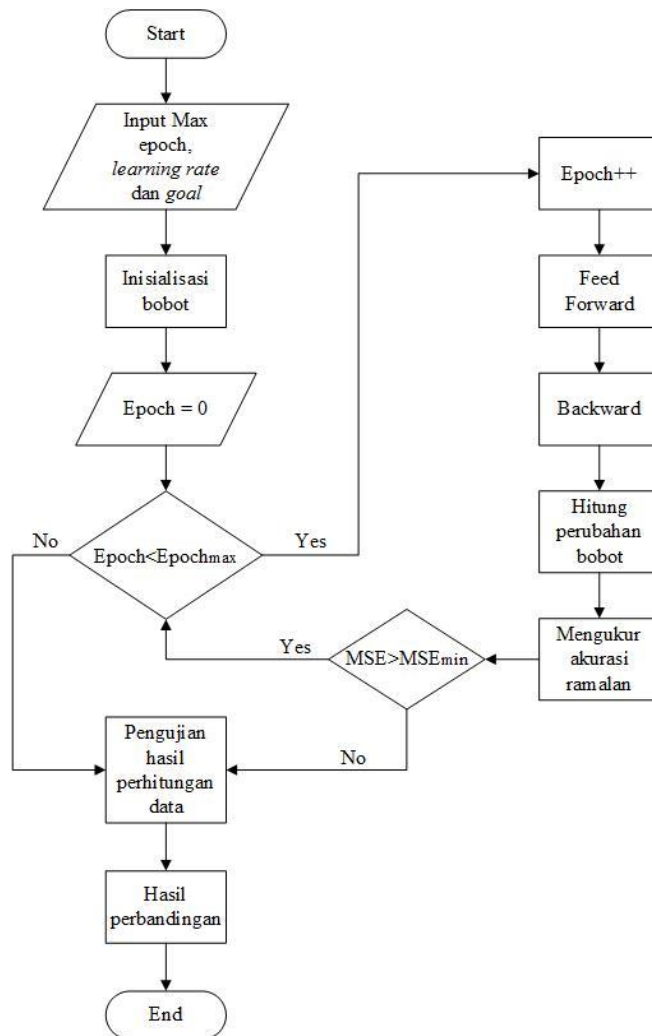 Start
Input Max
epoch,
learning rate
dan goal
Inisialisasi
bobot
Epoch = 0
Epoch<Epochmax
No
Yes
Epoch++
Feed
Forward
Backward
Hitung
perubahan
bobot
Mengukur
akurasi
ramalan
MSE>MSEmin
Yes
No
Pengujian
hasil
perhitungan
data
Hasil
perbandingan
End